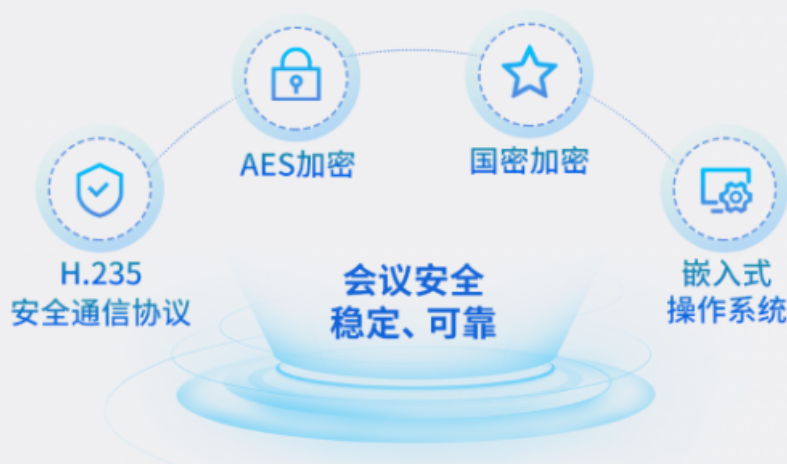 AES加密
国密加密
H.235
安全通信协议
会议安全
稳定、可靠
嵌入式
操作系统